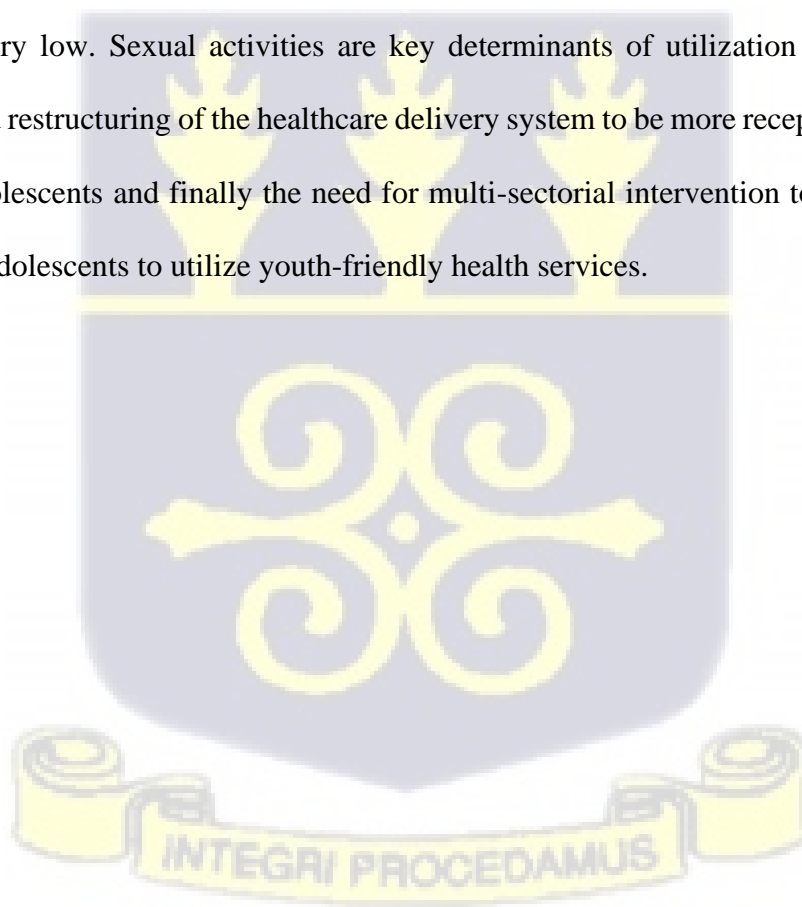 ry low. Sexual activities are key determinants of utilization
restructuring of the healthcare delivery system to be more recep
lescents and finally the need for multi-sectorial intervention to
dolescents to utilize youth-friendly health services.
INTEGRI PROCEDAMUS